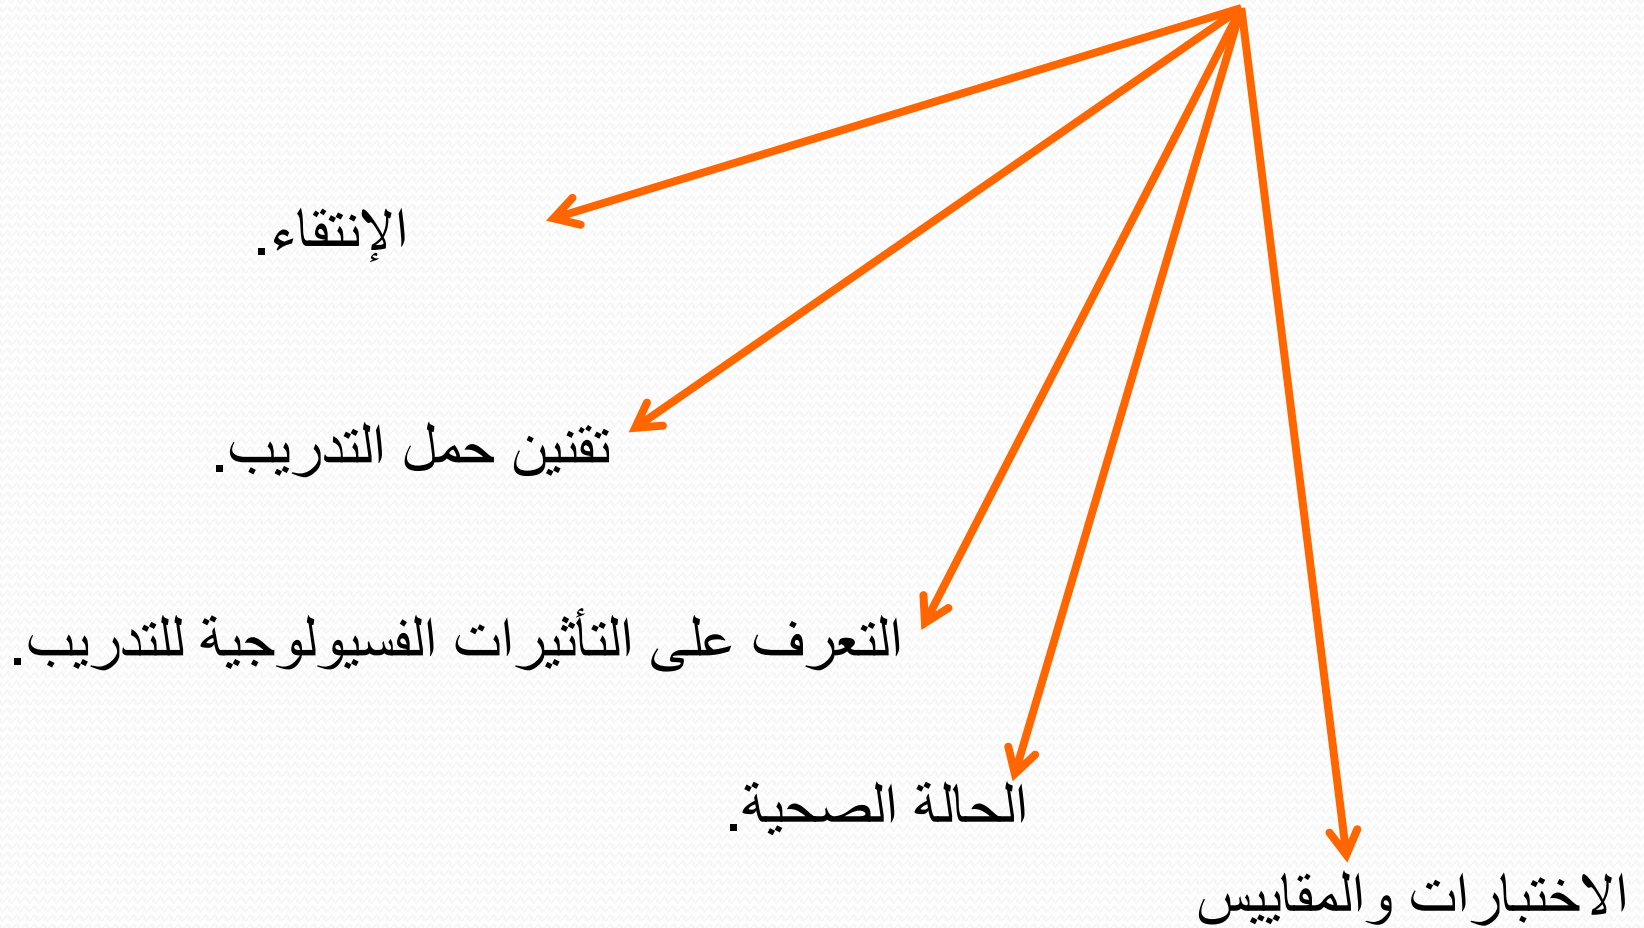 الإنتقاء.
تقنين حمل التدريب.
التعرف على التأثيرات الفسيولوجية للتدريب.
الحالة الصحية.
الاختبارات والمقاييس